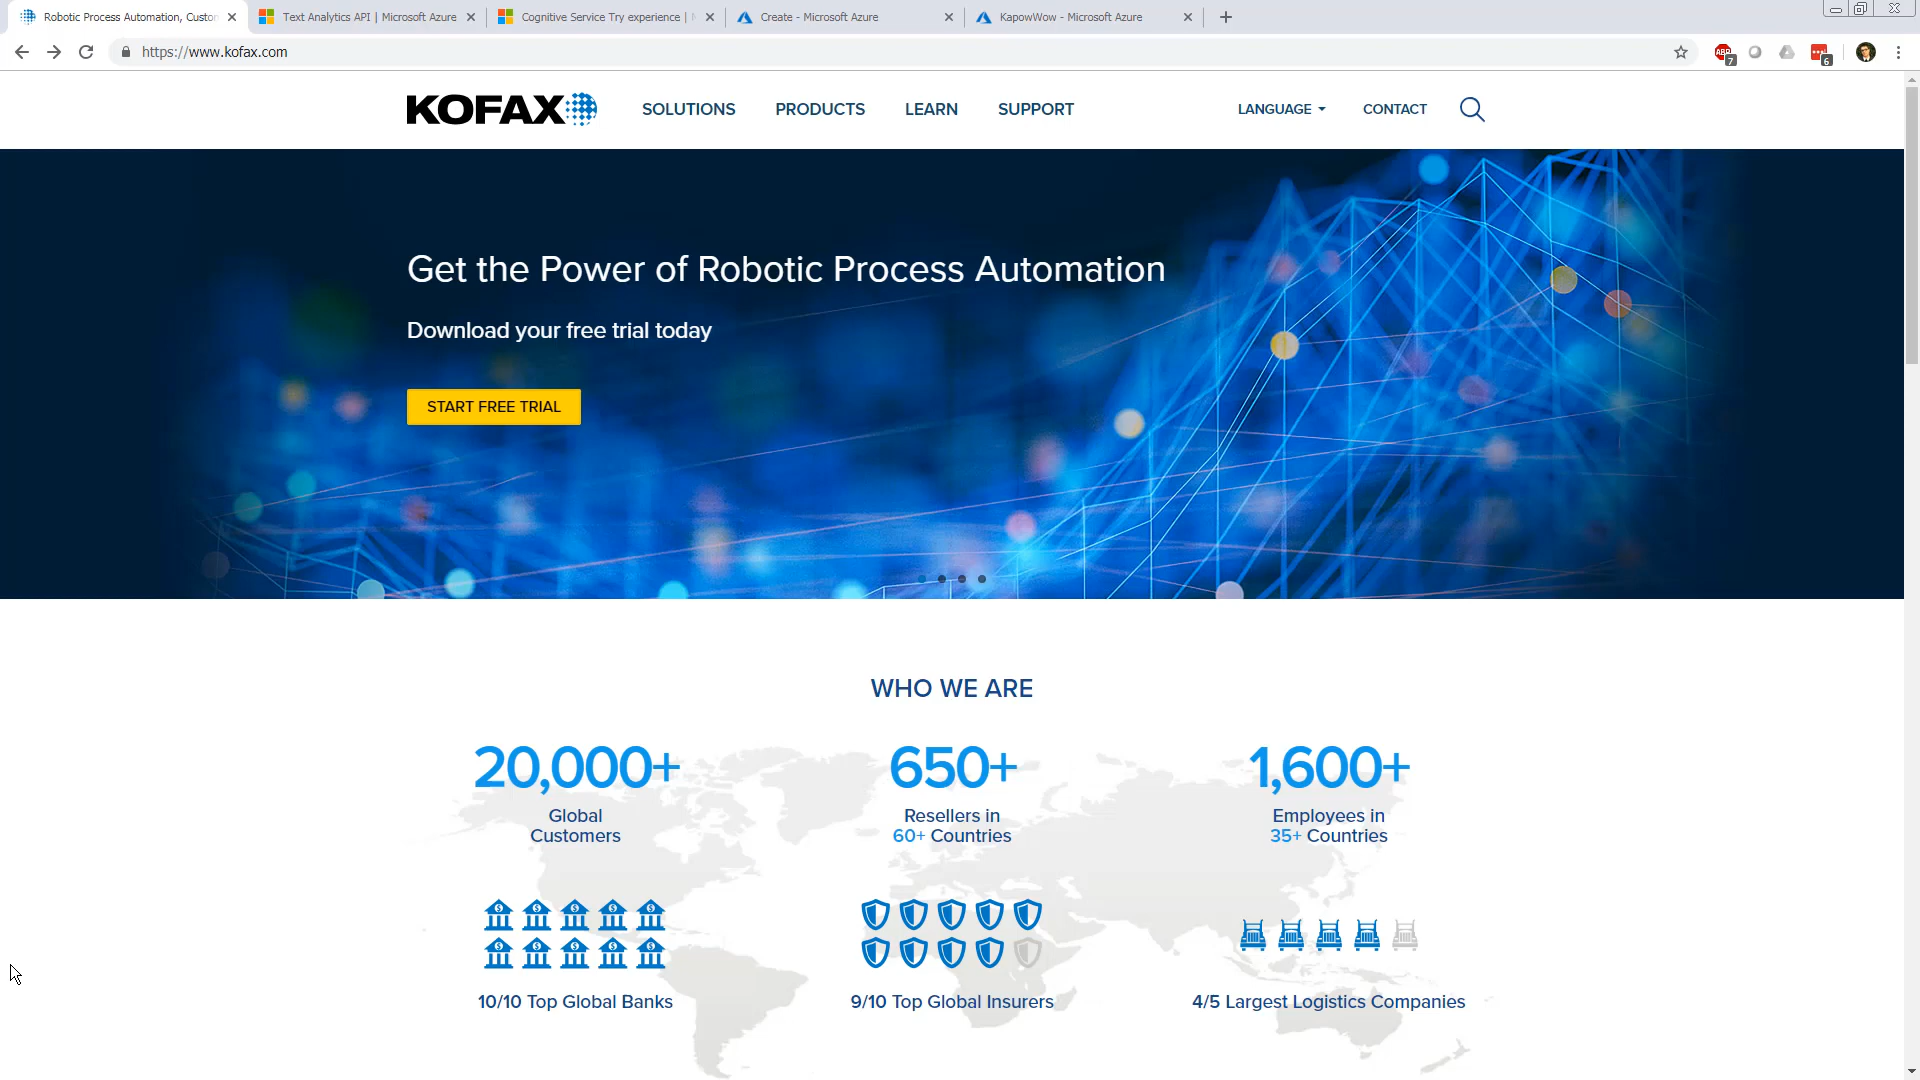 Robotic Process Automation, Custom
Text Analytics API | Microsoft Azure
Cognitive Service Try experience |
Create - Microsoft Azure
KapowWow - Microsoft Azure
https://www.kofax.com
ABP
7
6
KOFAX
SOLUTIONS
PRODUCTS
LEARN
SUPPORT
LANGUAGE
CONTACT
Get the Power of Robotic Process Automation
Download your free trial today
START FREE TRIAL
WHO WE ARE
20,000+
Global
Customers
650+
Resellers in
60+ Countries
1,600+
Employees in
35+ Countries
10/10 Top Global Banks
9/10 Top Global Insurers
4/5 Largest Logistics Companies